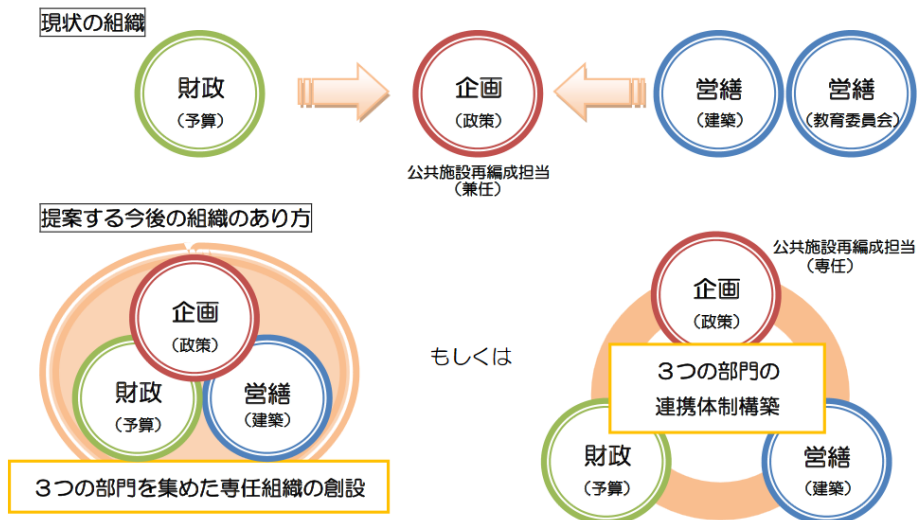 現状の組織
財政
（予算）
企画
（政策）
公共施設再編成担当
（兼任）
営繕
（建築）
営繕
（教育委員会）
提案する今後の組織のあり方
企画
（政策）
財政
（予算）
営繕
（建築）
３つの部門を集めた専任組織の創設
もしくは
公共施設再編成担当
（専任）
企画
（政策）
３つの部門の
連携体制構築
財政
（予算）
営繕
（建築）